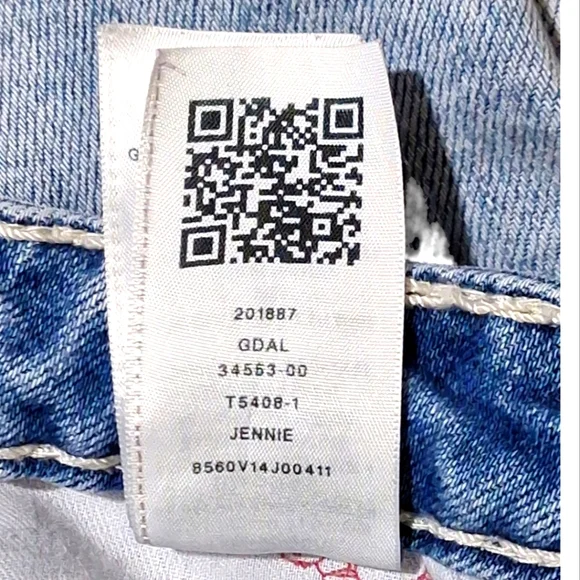 201887
GDAL
34553-00
T5408-1
JENNIE
8560V14J00411
G